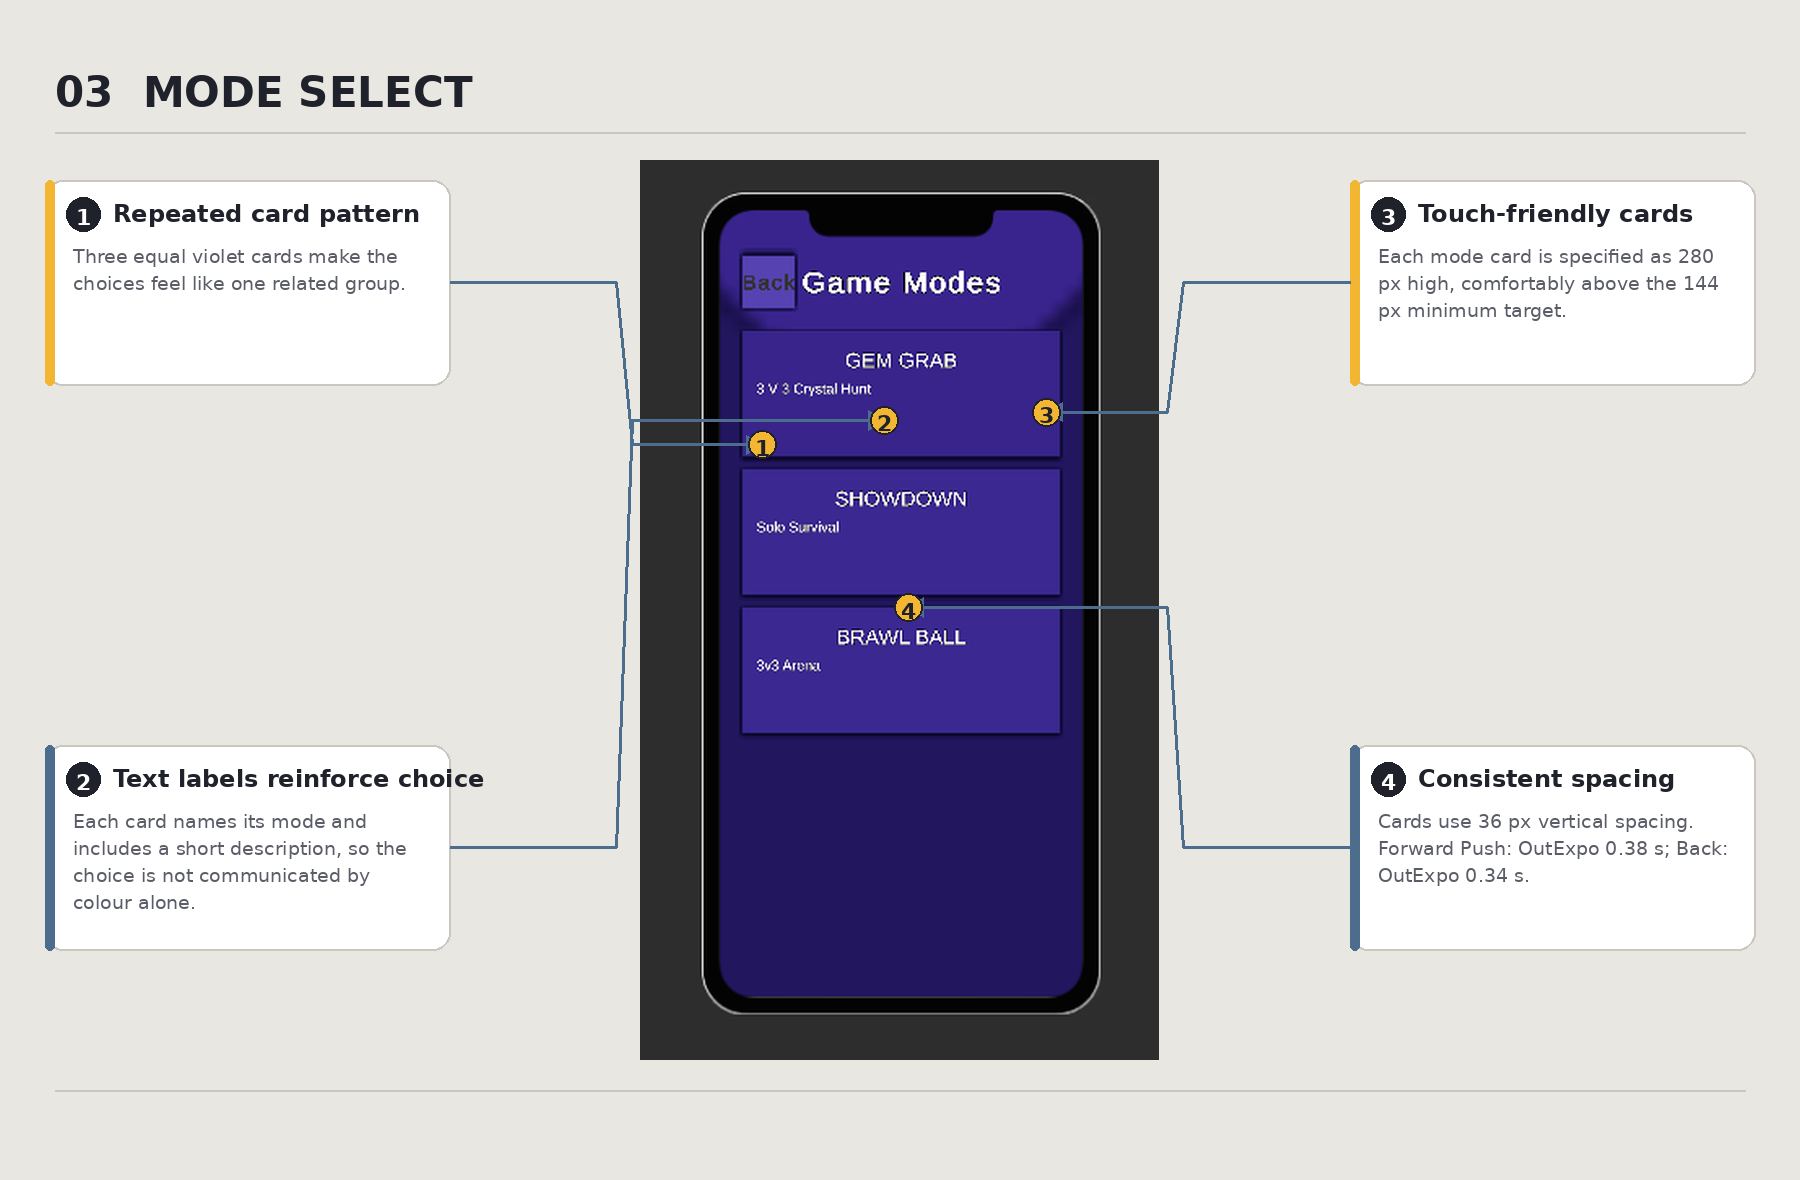 03 MODE SELECT
1 Repeated card pattern
Three equal violet cards make the
choices feel like one related group.
2 Text labels reinforce choice
Each card names its mode and
includes a short description, so the
choice is not communicated by
colour alone.
Back Game Modes
GEM GRAB
3 V 3 Crystal Hunt
2
3
1
SHOWDOWN
Solo Survival
4
BRAWL BALL
3v3 Arena
3 Touch-friendly cards
Each mode card is specified as 280
px high, comfortably above the 144
px minimum target.
4 Consistent spacing
Cards use 36 px vertical spacing.
Forward Push: OutExpo 0.38 s; Back:
OutExpo 0.34 s.